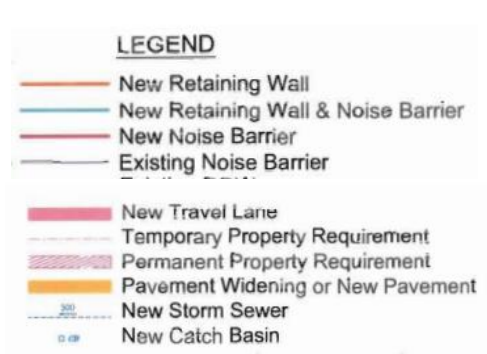 LEGEND
New Retaining Wall
New Retaining Wall & Noise Barrier
New Noise Barrier
Existing Noise Barrier
New Travel Lane
Temporary Property Requirement
Permanent Property Requirement
Pavement Widening or New Pavement
New Storm Sewer
New Catch Basin